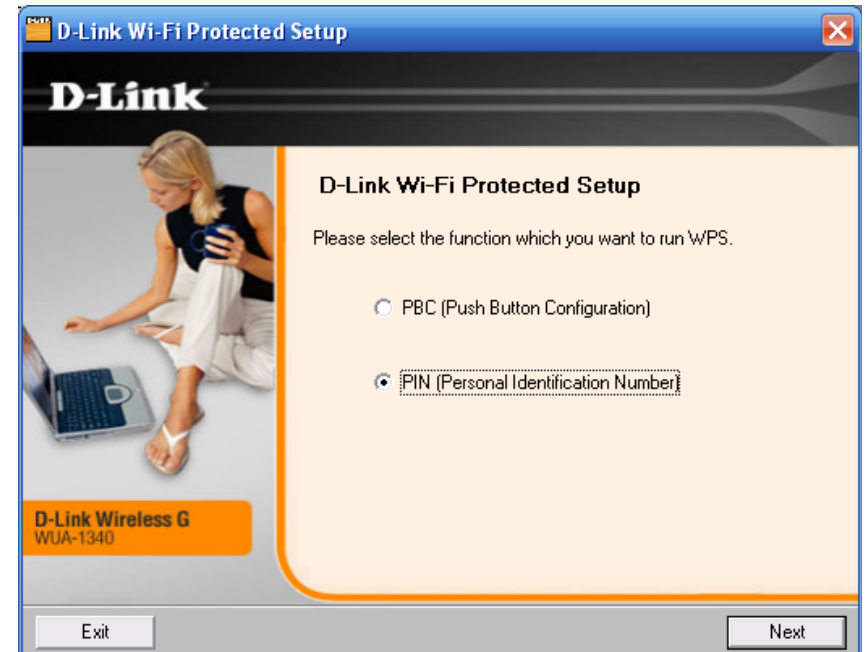 D-Link Wi-Fi Protected Setup
D-Link
D-Link Wi-Fi Protected Setup
Please select the function which you want to run WPS.
PBC (Push Button Configuration)
PIN (Personal Identification Number)
D-Link Wireless G
WUA-1340
Exit
Next